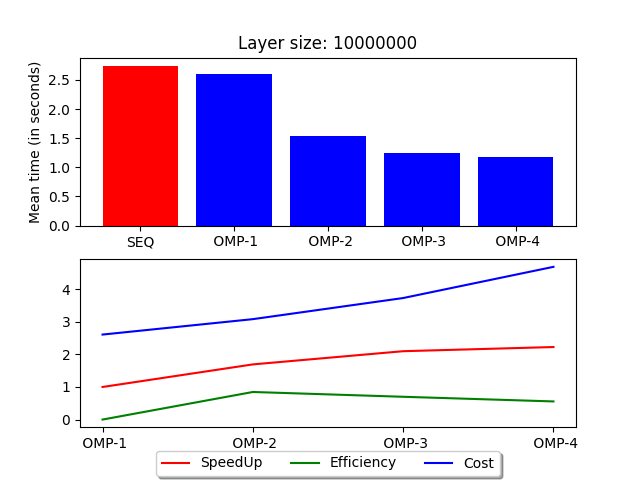 Layer size: 10000000
Mean time (in seconds)
2.5
2.0
1.5
1.0
0.5
0.0
SEQ OMP-1 OMP-2 OMP-3 OMP-4
4
3
2
1
0
OMP-1 OMP-2 OMP-3 OMP-4
SpeedUp Efficiency Cost